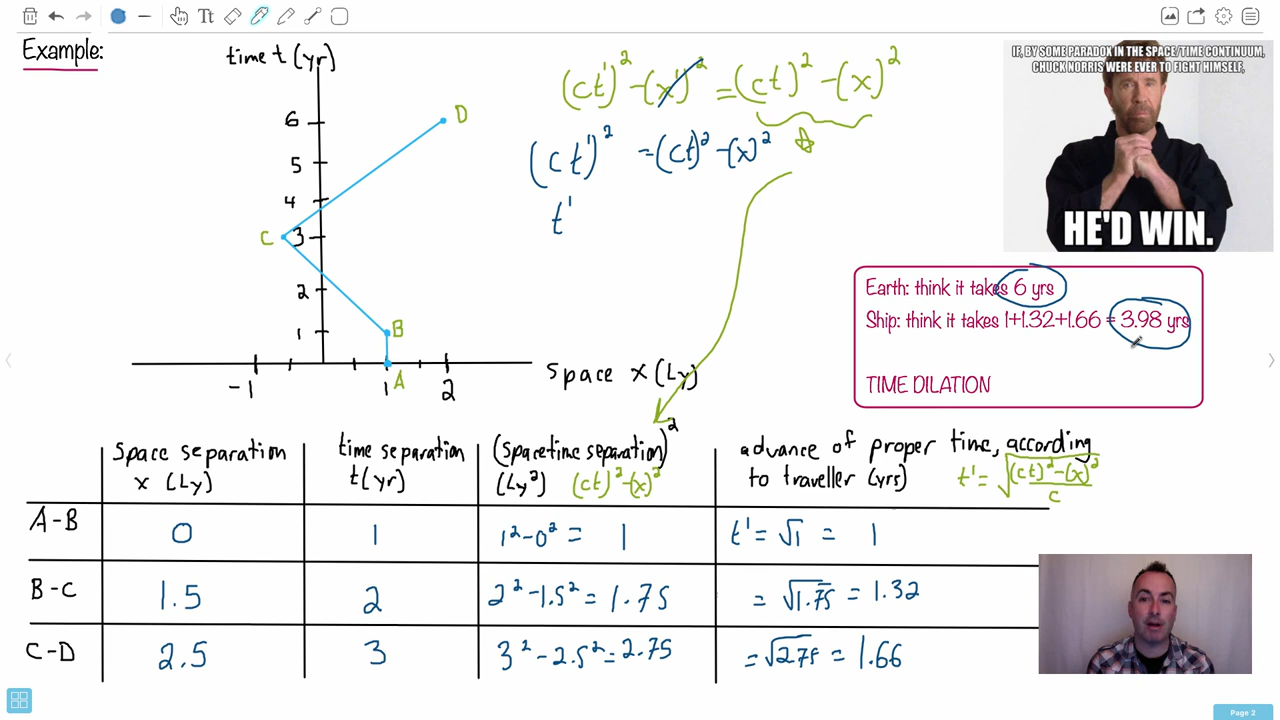 Example:
time t (yr)
6
5
4
3
2
1
-1
1
2
A
B
C
D
space x (Ly)
(ct')² - (x')² = (ct)² - (x)²
(ct')² = (ct)² - (x)²
t'
IF, BY SOME PARADOX IN THE SPACE/TIME CONTINUUM,
CHUCK NORRIS WERE EVER TO FIGHT HIMSELF,
HE'D WIN.
Earth: think it takes 6 yrs
Ship: think it takes 1+1.32+1.66 = 3.98 yrs
TIME DILATION
space separation
x (Ly)
time separation
t (yr)
(spacetime separation)²
(Ly²) (ct)² - (x)²
advance of proper time, according
to traveller (yrs) t' = √(ct)² - (x)² / c
A-B 0 1 1² - 0² = 1 t' = √1 = 1
B-C 1.5 2 2² - 1.5² = 1.75 = √1.75 = 1.32
C-D 2.5 3 3² - 2.5² = 2.75 = √2.75 = 1.66
Tt
Page 2